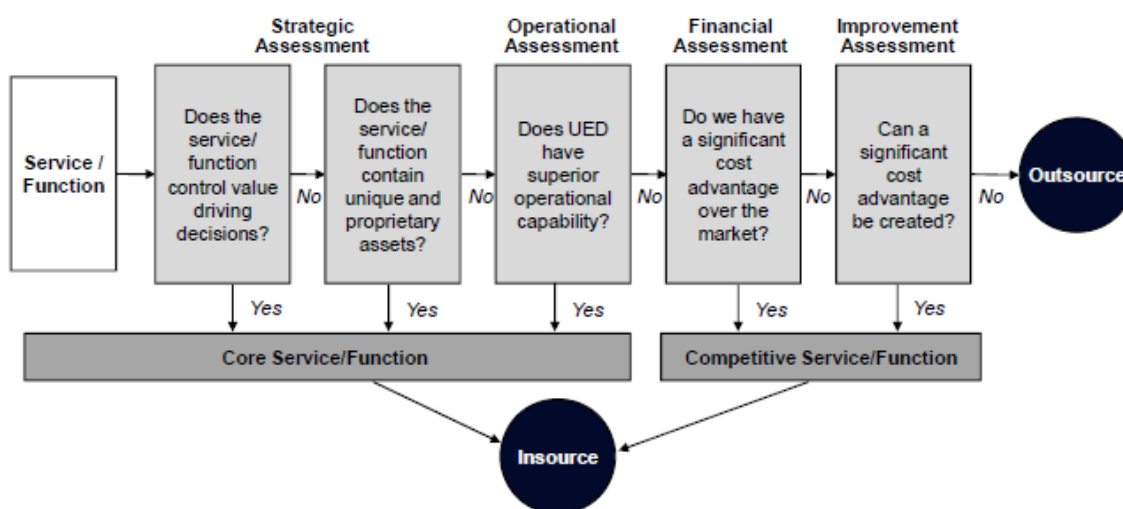 Strategic
Assessment
Operational
Assessment
Financial
Assessment
Improvement
Assessment
Service /
Function
Does the
service/
function
control value
driving
decisions?
No
Does the
service/
function
contain
unique and
proprietary
assets?
No
Does UED
have
superior
operational
capability?
No
Do we have
a significant
cost
advantage
over the
market?
No
Can a
significant
cost
advantage
be created?
No
Outsource
Yes
Yes
Yes
Yes
Yes
Core Service/Function
Competitive Service/Function
Insource